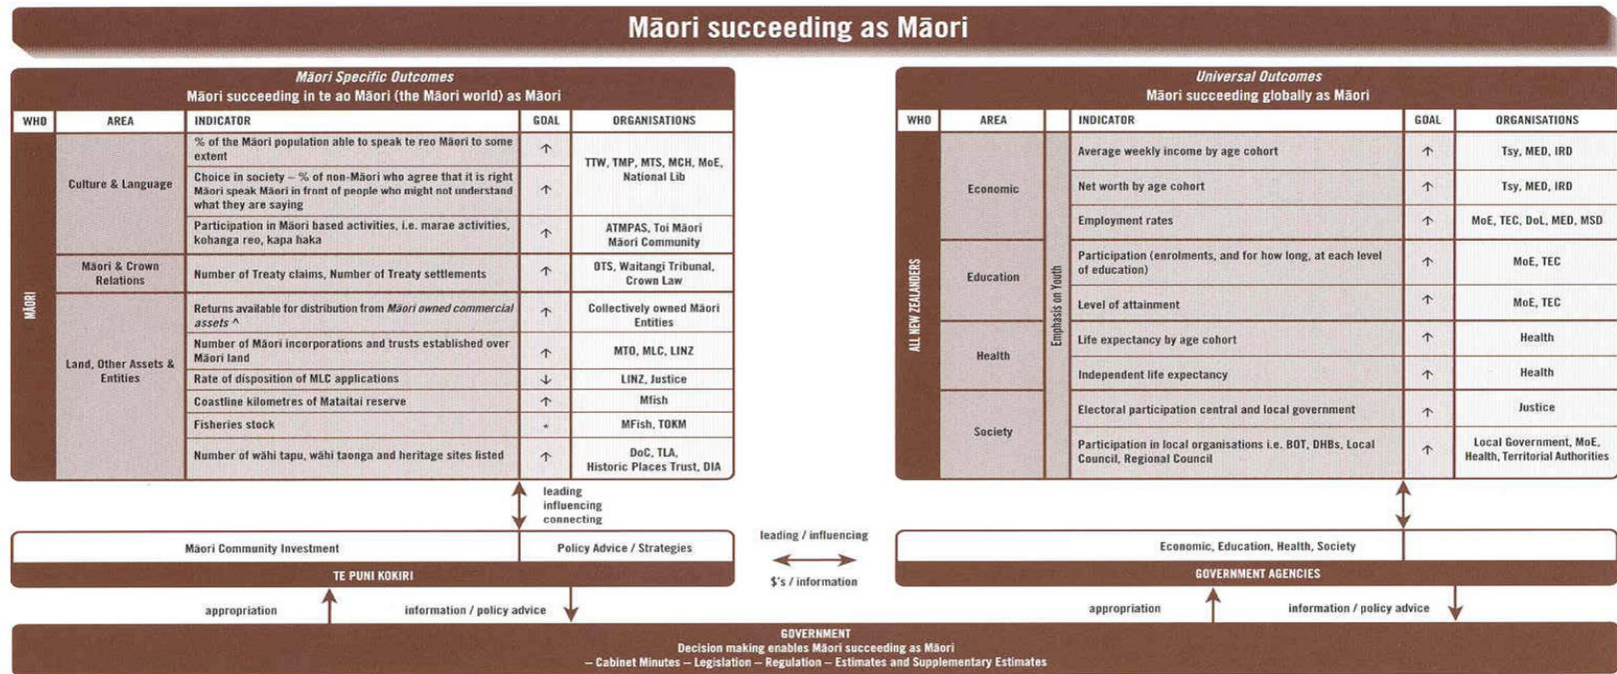 Māori succeeding as Māori
Māori Specific Outcomes
Māori succeeding in te ao Māori (the Māori world) as Māori
WHO AREA INDICATOR GOAL ORGANISATIONS
MĀORI
Culture & Language
% of the Māori population able to speak te reo Māori to some
extent
↑
TTW, TMP, MTS, MCH, MoE,
National Lib
Choice in society – % of non-Māori who agree that it is right
Māori speak Māori in front of people who might not understand
what they are saying
↑
Participation in Māori based activities, i.e. marae activities,
kohanga reo, kapa haka
↑
ATMPAS, Toi Māori
Māori Community
Māori & Crown
Relations
Number of Treaty claims, Number of Treaty settlements
↑
OTS, Waitangi Tribunal,
Crown Law
Land, Other Assets &
Entities
Returns available for distribution from Māori owned commercial
assets ^
↑
Collectively owned Māori
Entities
Number of Māori incorporations and trusts established over
Māori land
↑
MTO, MLC, LINZ
Rate of disposition of MLC applications
↓
LINZ, Justice
Coastline kilometres of Mataitai reserve
↑
Mfish
Fisheries stock
*
MFish, TOKM
Number of wāhi tapu, wāhi taonga and heritage sites listed
↑
DoC, TLA,
Historic Places Trust, DIA
leading
influencing
connecting
Māori Community Investment
Policy Advice / Strategies
TE PUNI KOKIRI
appropriation
information / policy advice
leading / influencing
$'s / information
Universal Outcomes
Māori succeeding globally as Māori
WHO AREA INDICATOR GOAL ORGANISATIONS
ALL NEW ZEALANDERS
Emphasis on Youth
Economic
Average weekly income by age cohort
↑
Tsy, MED, IRD
Net worth by age cohort
↑
Tsy, MED, IRD
Employment rates
↑
MoE, TEC, DoL, MED, MSD
Education
Participation (enrolments, and for how long, at each level
of education)
↑
MoE, TEC
Level of attainment
↑
MoE, TEC
Health
Life expectancy by age cohort
↑
Health
Independent life expectancy
↑
Health
Society
Electoral participation central and local government
↑
Justice
Participation in local organisations i.e. BOT, DHBs, Local
Council, Regional Council
↑
Local Government, MoE,
Health, Territorial Authorities
Economic, Education, Health, Society
GOVERNMENT AGENCIES
appropriation
information / policy advice
GOVERNMENT
Decision making enables Māori succeeding as Māori
– Cabinet Minutes – Legislation – Regulation – Estimates and Supplementary Estimates